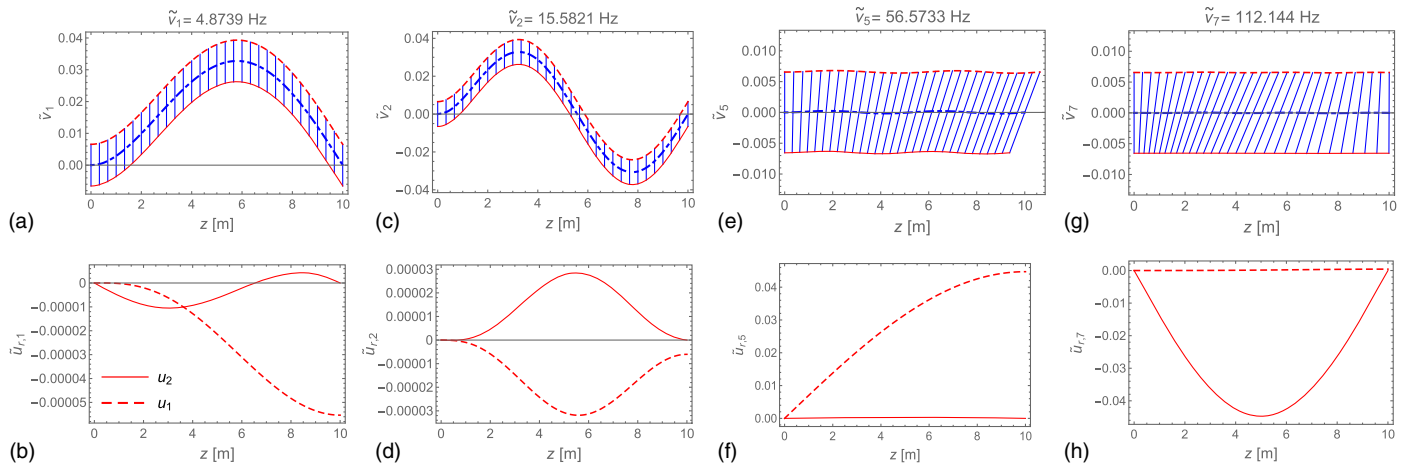 ṽ₁= 4.8739 Hz
0.04
0.03
0.02
0.01
0.00
ṽ₁
0 2 4 6 8 10
z [m]
(a)
ṽ₂= 15.5821 Hz
0.04
0.02
0.00
−0.02
−0.04
ṽ₂
0 2 4 6 8 10
z [m]
(c)
ṽ₅= 56.5733 Hz
0.010
0.005
0.000
−0.005
−0.010
ṽ₅
0 2 4 6 8 10
z [m]
(e)
ṽ₇= 112.144 Hz
0.010
0.005
0.000
−0.005
−0.010
ṽ₇
0 2 4 6 8 10
z [m]
(g)
0
−0.00001
−0.00002
−0.00003
−0.00004
−0.00005
ũr,1
u₂
u₁
0 2 4 6 8 10
z [m]
(b)
0.00003
0.00002
0.00001
0
−0.00001
−0.00002
−0.00003
ũr,2
0 2 4 6 8 10
z [m]
(d)
0.04
0.03
0.02
0.01
0.00
ũr,5
0 2 4 6 8 10
z [m]
(f)
0.00
−0.01
−0.02
−0.03
−0.04
ũr,7
0 2 4 6 8 10
z [m]
(h)